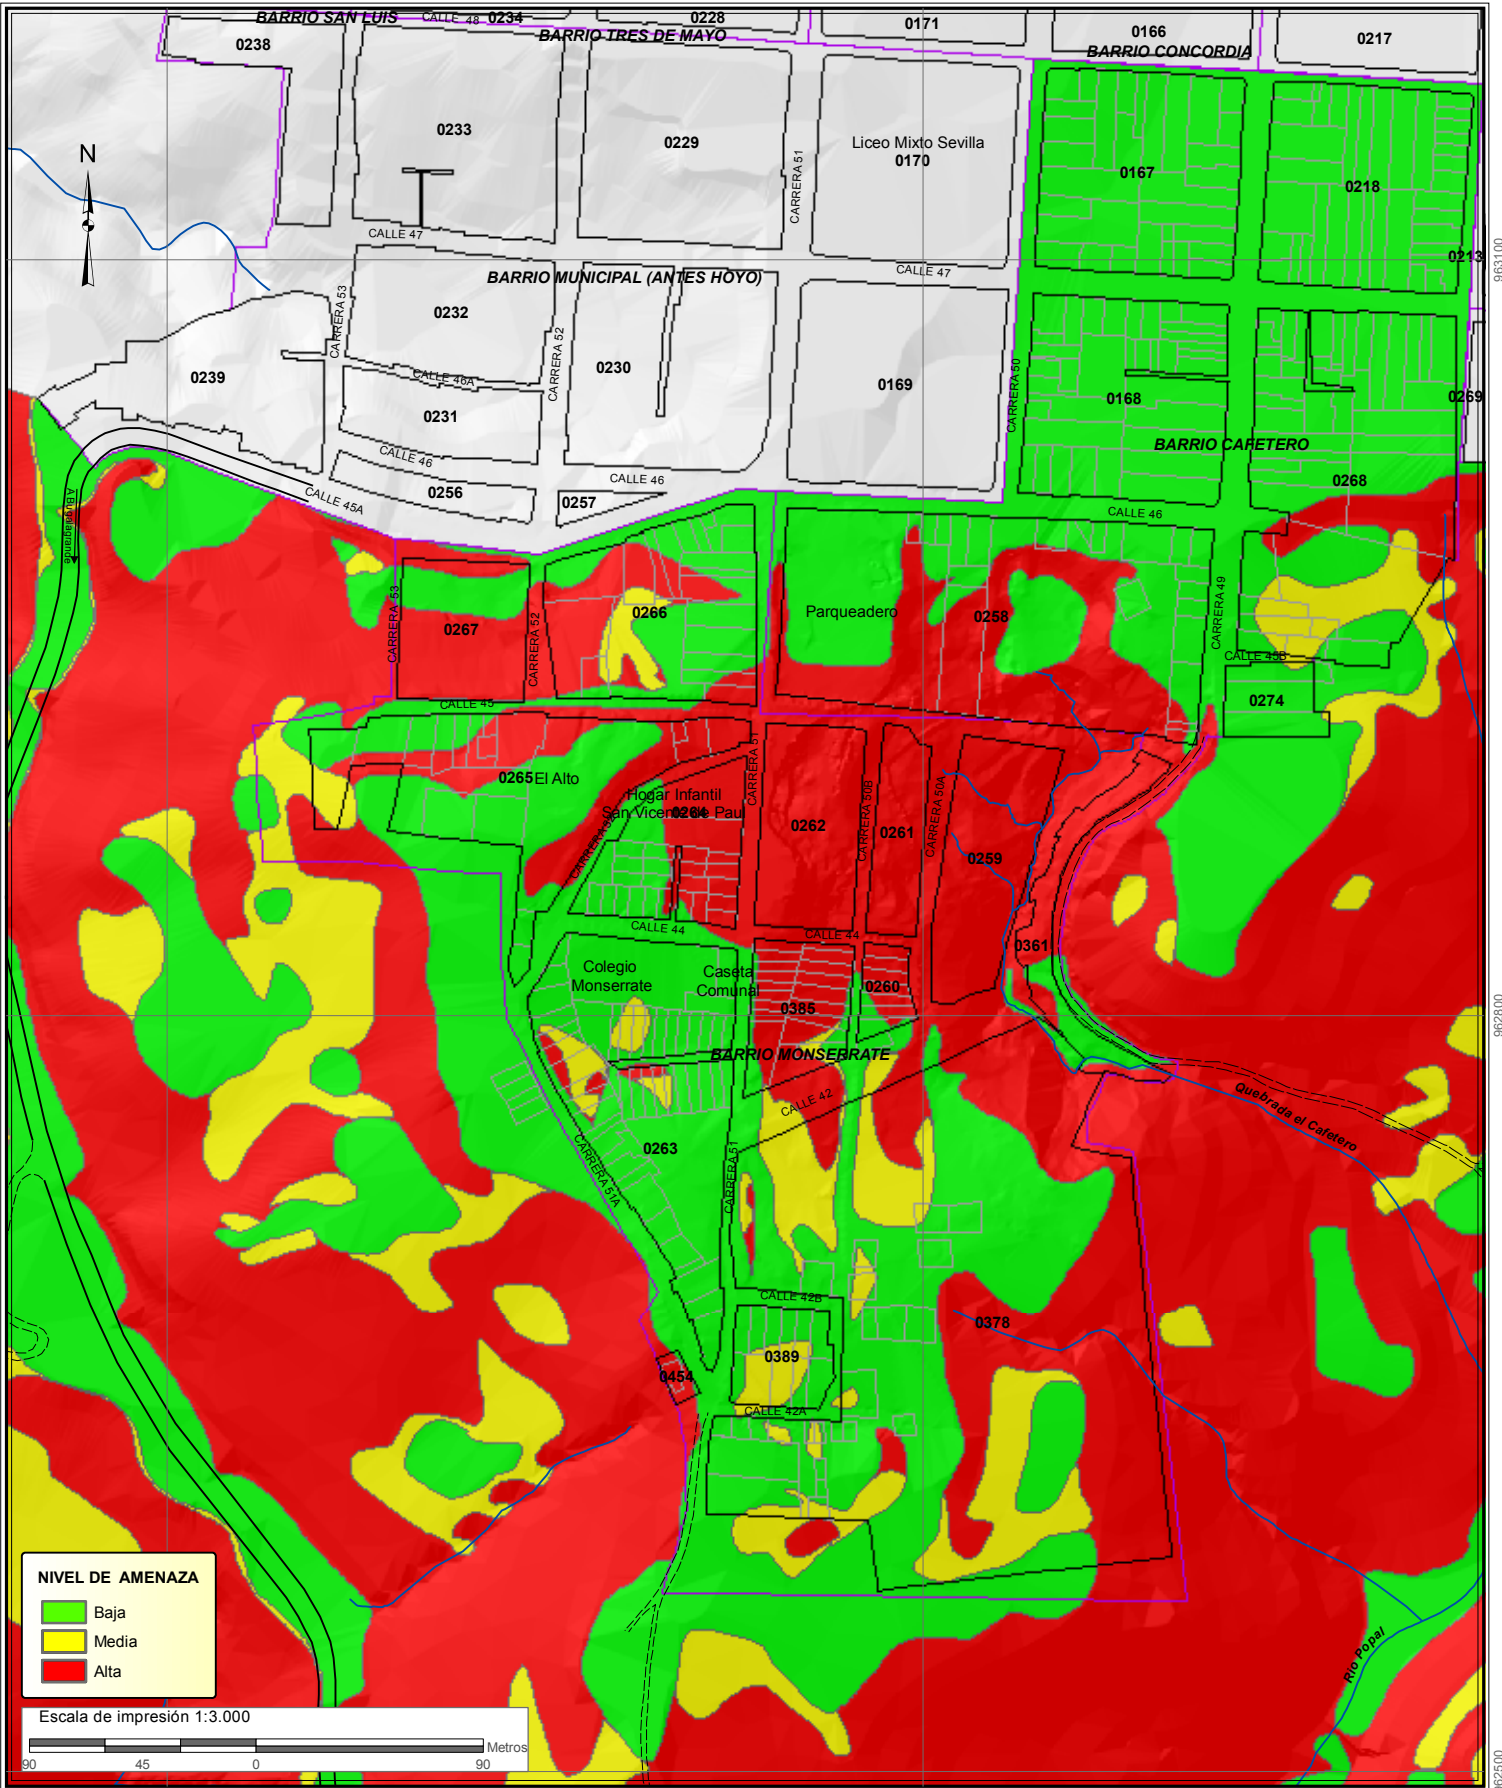 BARRIO SAN LUIS
CALLE 48
0234
0228
0171
0166
0217
0238
BARRIO TRES DE MAYO
BARRIO CONCORDIA
0233
0229
Liceo Mixto Sevilla
0170
0167
0218
N
CARRERA 51
CALLE 47
CALLE 47
0213
963100
BARRIO MUNICIPAL (ANTES HOYO)
CARRERA 53
0232
CARRERA 52
0230
0239
CALLE 46A
0231
0169
CARRERA 50
0168
0269
BARRIO CAFETERO
CALLE 46
CALLE 46
0268
0256
0257
CALLE 45A
CALLE 46
A Bugalagrande
CARRERA 53
0267
CARRERA 52
0266
Parqueadero
0258
CARRERA 49
CALLE 45B
0274
CALLE 45
0265
El Alto
CARRERA 51
Hogar Infantil
San Vicente de Paul
0264
0262
CARRERA 50B
0261
CARRERA 50A
0259
CALLE 44
CALLE 44
0361
Colegio
Monserrate
Caseta
Comunal
0260
0385
962800
BARRIO MONSERRATE
CALLE 42
Quebrada el Cafetero
0263
CARRERA 51A
CARRERA 51
CALLE 42B
0378
0389
0454
CALLE 42A
NIVEL DE AMENAZA
Baja
Media
Alta
Rio Popal
Escala de impresión 1:3.000
Metros
90
45
0
90